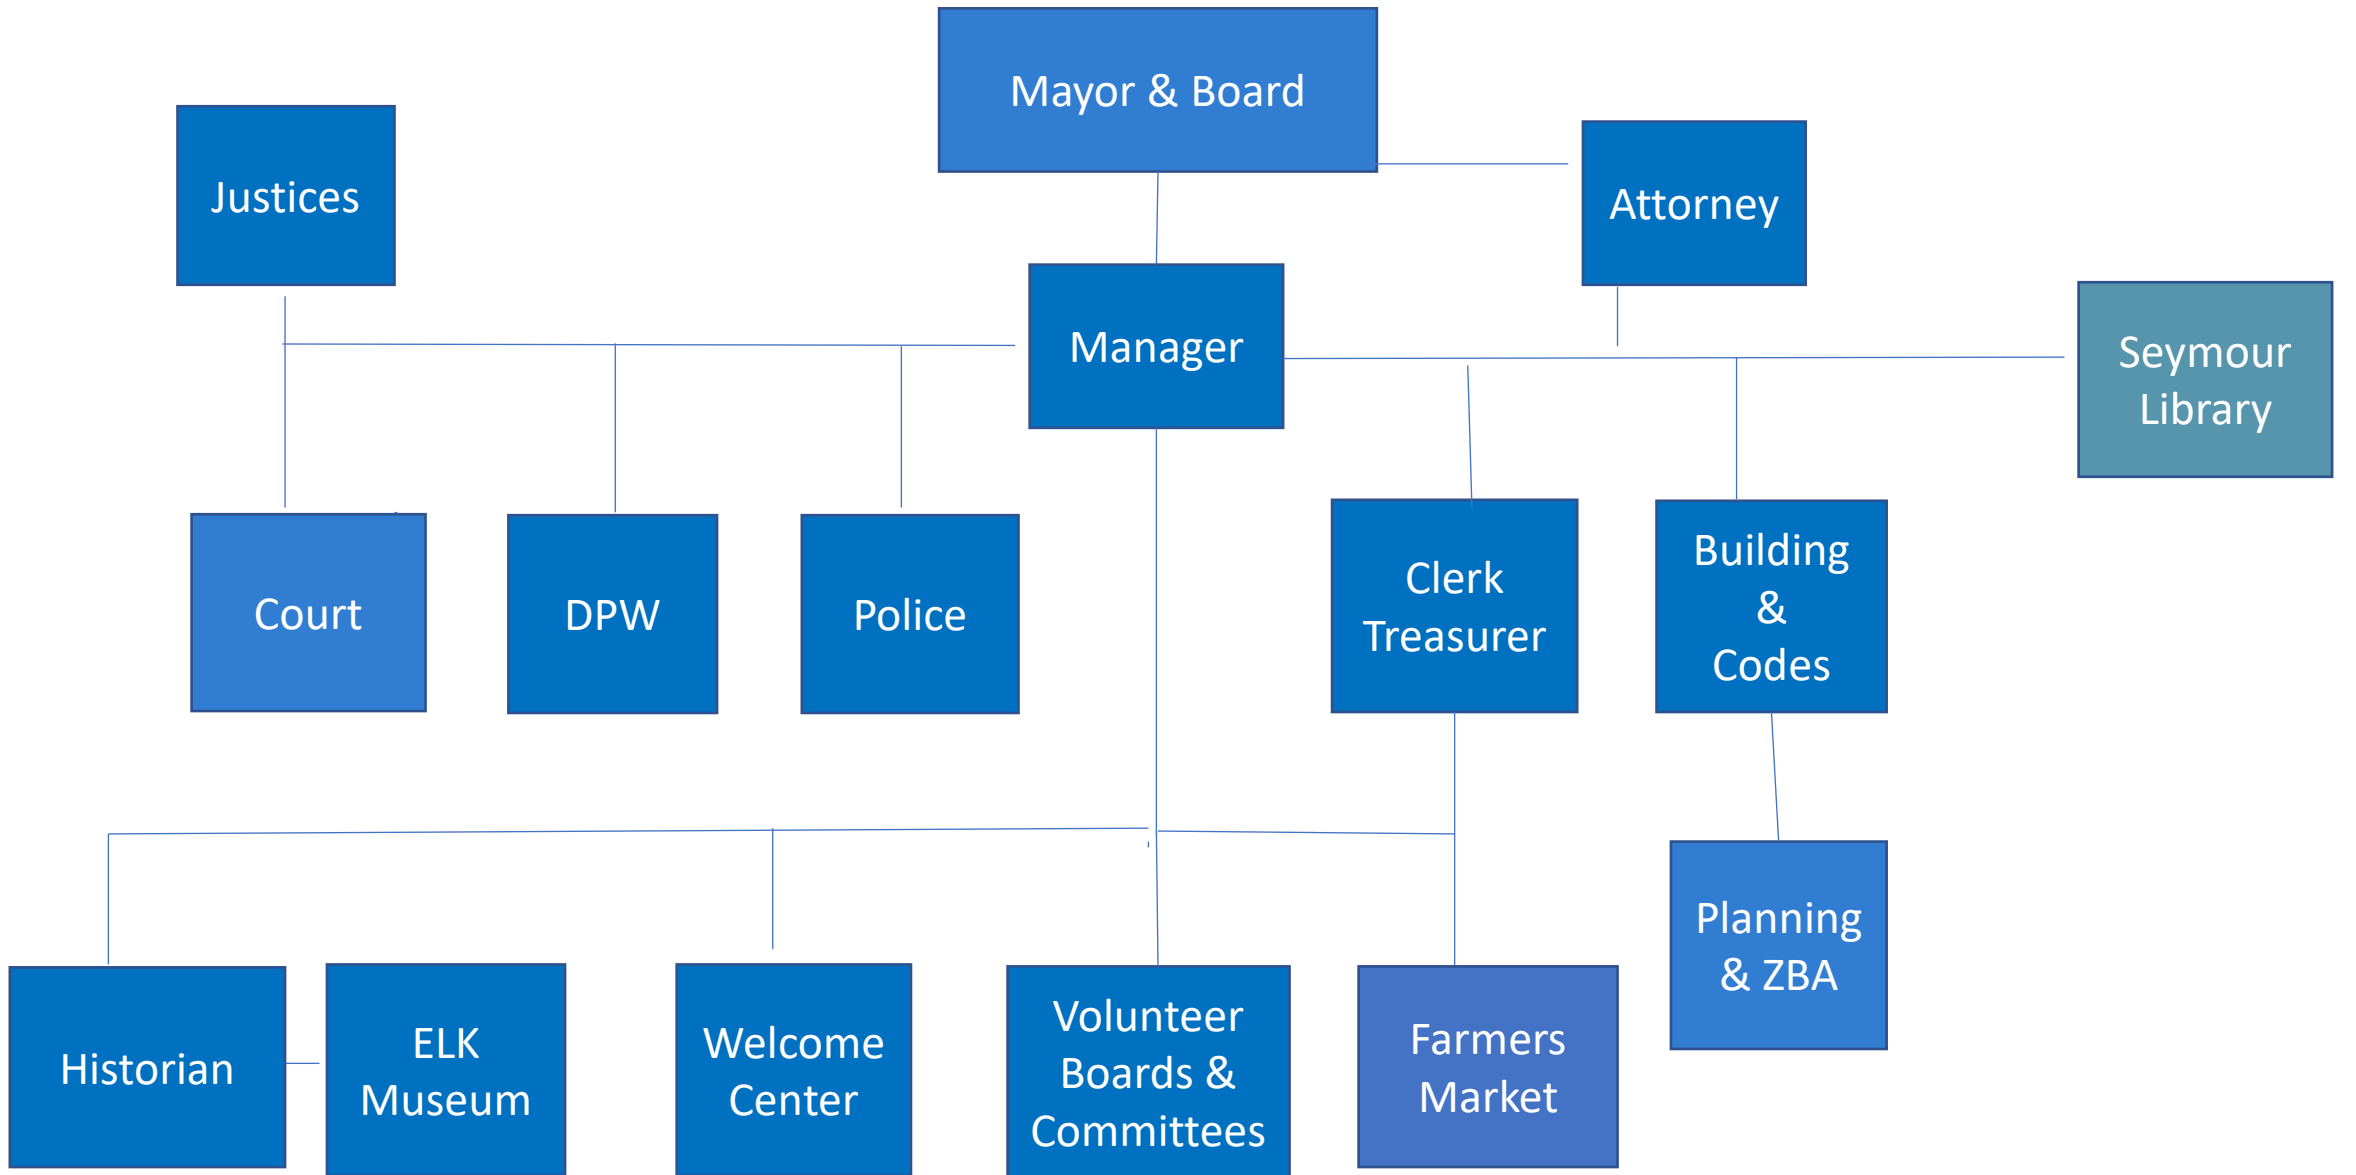 Mayor & Board
Justices
Attorney
Manager
Seymour
Library
Court
DPW
Police
Clerk
Treasurer
Building
&
Codes
Planning
& ZBA
Historian
ELK
Museum
Welcome
Center
Volunteer
Boards &
Committees
Farmers
Market